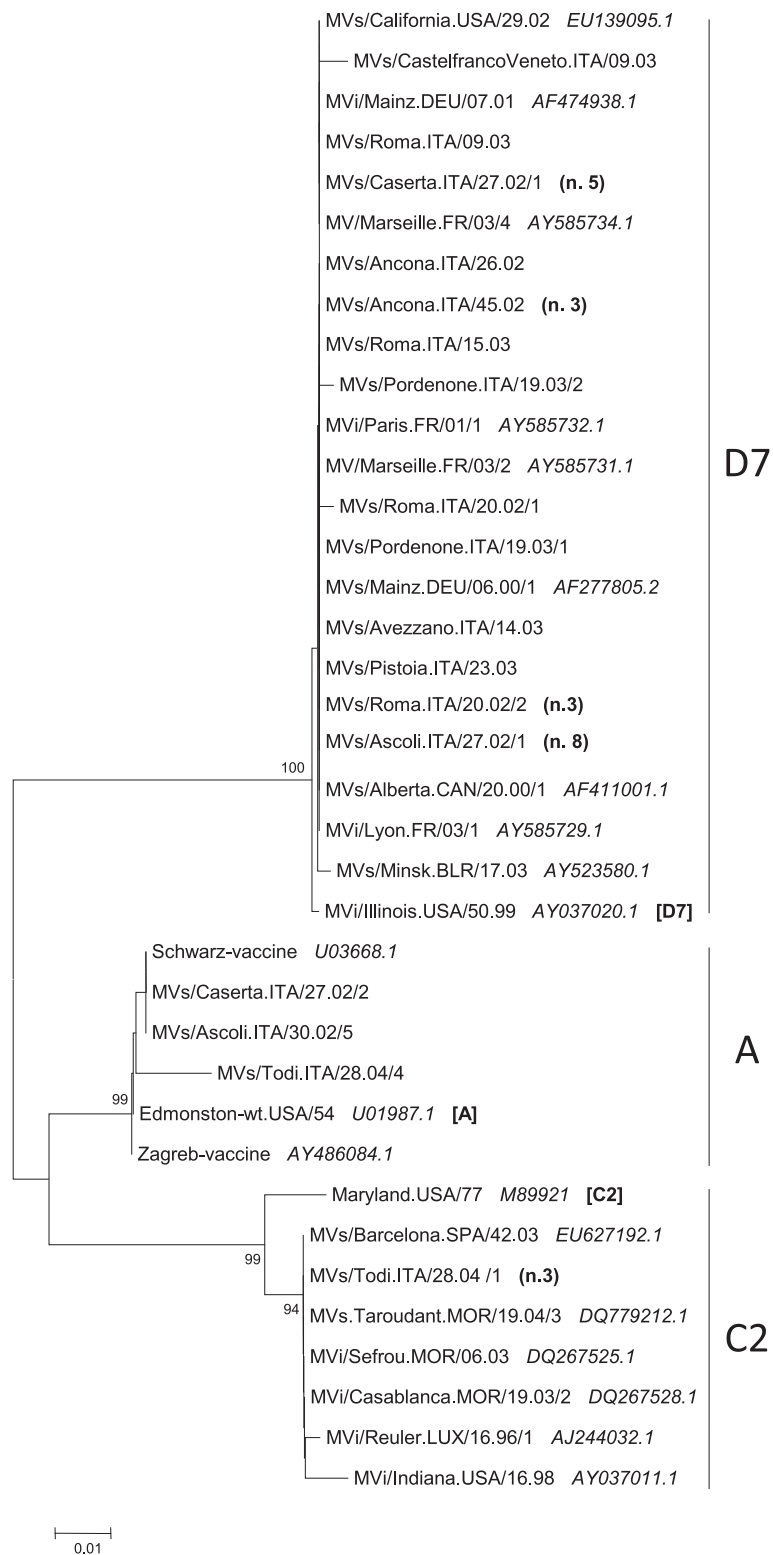 MVs/California.USA/29.02 EU139095.1
MVs/CastelfrancoVeneto.ITA/09.03
MVi/Mainz.DEU/07.01 AF474938.1
MVs/Roma.ITA/09.03
MVs/Caserta.ITA/27.02/1 (n. 5)
MV/Marseille.FR/03/4 AY585734.1
MVs/Ancona.ITA/26.02
MVs/Ancona.ITA/45.02 (n. 3)
MVs/Roma.ITA/15.03
MVs/Pordenone.ITA/19.03/2
MVi/Paris.FR/01/1 AY585732.1
D7
MV/Marseille.FR/03/2 AY585731.1
MVs/Roma.ITA/20.02/1
MVs/Pordenone.ITA/19.03/1
MVs/Mainz.DEU/06.00/1 AF277805.2
MVs/Avezzano.ITA/14.03
MVs/Pistoia.ITA/23.03
MVs/Roma.ITA/20.02/2 (n.3)
MVs/Ascoli.ITA/27.02/1 (n. 8)
100
MVs/Alberta.CAN/20.00/1 AF411001.1
MVi/Lyon.FR/03/1 AY585729.1
MVs/Minsk.BLR/17.03 AY523580.1
MVi/Illinois.USA/50.99 AY037020.1 [D7]
Schwarz-vaccine U03668.1
MVs/Caserta.ITA/27.02/2
MVs/Ascoli.ITA/30.02/5
A
MVs/Todi.ITA/28.04/4
99
Edmonston-wt.USA/54 U01987.1 [A]
Zagreb-vaccine AY486084.1
Maryland.USA/77 M89921 [C2]
MVs/Barcelona.SPA/42.03 EU627192.1
99
MVs/Todi.ITA/28.04 /1 (n.3)
94
MVs.Taroudant.MOR/19.04/3 DQ779212.1
C2
MVi/Sefrou.MOR/06.03 DQ267525.1
MVi/Casablanca.MOR/19.03/2 DQ267528.1
MVi/Reuler.LUX/16.96/1 AJ244032.1
MVi/Indiana.USA/16.98 AY037011.1
0.01